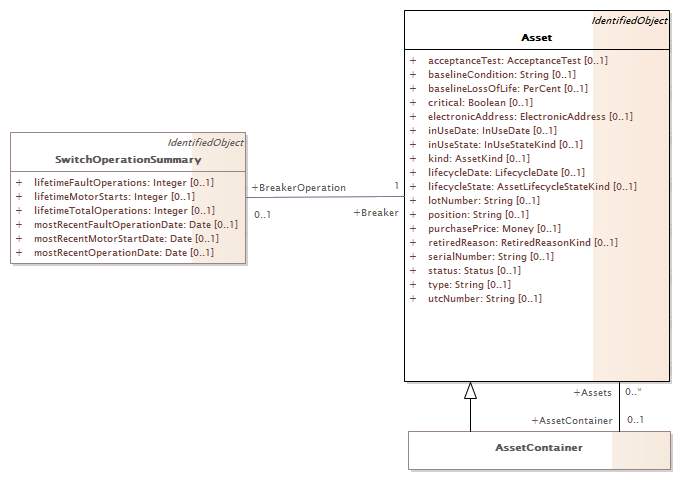 IdentifiedObject
Asset
+ acceptanceTest: AcceptanceTest [0..1]
+ baselineCondition: String [0..1]
+ baselineLossOfLife: PerCent [0..1]
+ critical: Boolean [0..1]
+ electronicAddress: ElectronicAddress [0..1]
+ inUseDate: InUseDate [0..1]
+ inUseState: InUseStateKind [0..1]
+ kind: AssetKind [0..1]
+ lifecycleDate: LifecycleDate [0..1]
+ lifecycleState: AssetLifecycleStateKind [0..1]
+ lotNumber: String [0..1]
+ position: String [0..1]
+ purchasePrice: Money [0..1]
+ retiredReason: RetiredReasonKind [0..1]
+ serialNumber: String [0..1]
+ status: Status [0..1]
+ type: String [0..1]
+ utcNumber: String [0..1]
IdentifiedObject
SwitchOperationSummary
+ lifetimeFaultOperations: Integer [0..1]
+ lifetimeMotorStarts: Integer [0..1]
+ lifetimeTotalOperations: Integer [0..1]
+ mostRecentFaultOperationDate: Date [0..1]
+ mostRecentMotorStartDate: Date [0..1]
+ mostRecentOperationDate: Date [0..1]
+BreakerOperation 1
0..1 +Breaker
+Assets 0..*
+AssetContainer 0..1
AssetContainer